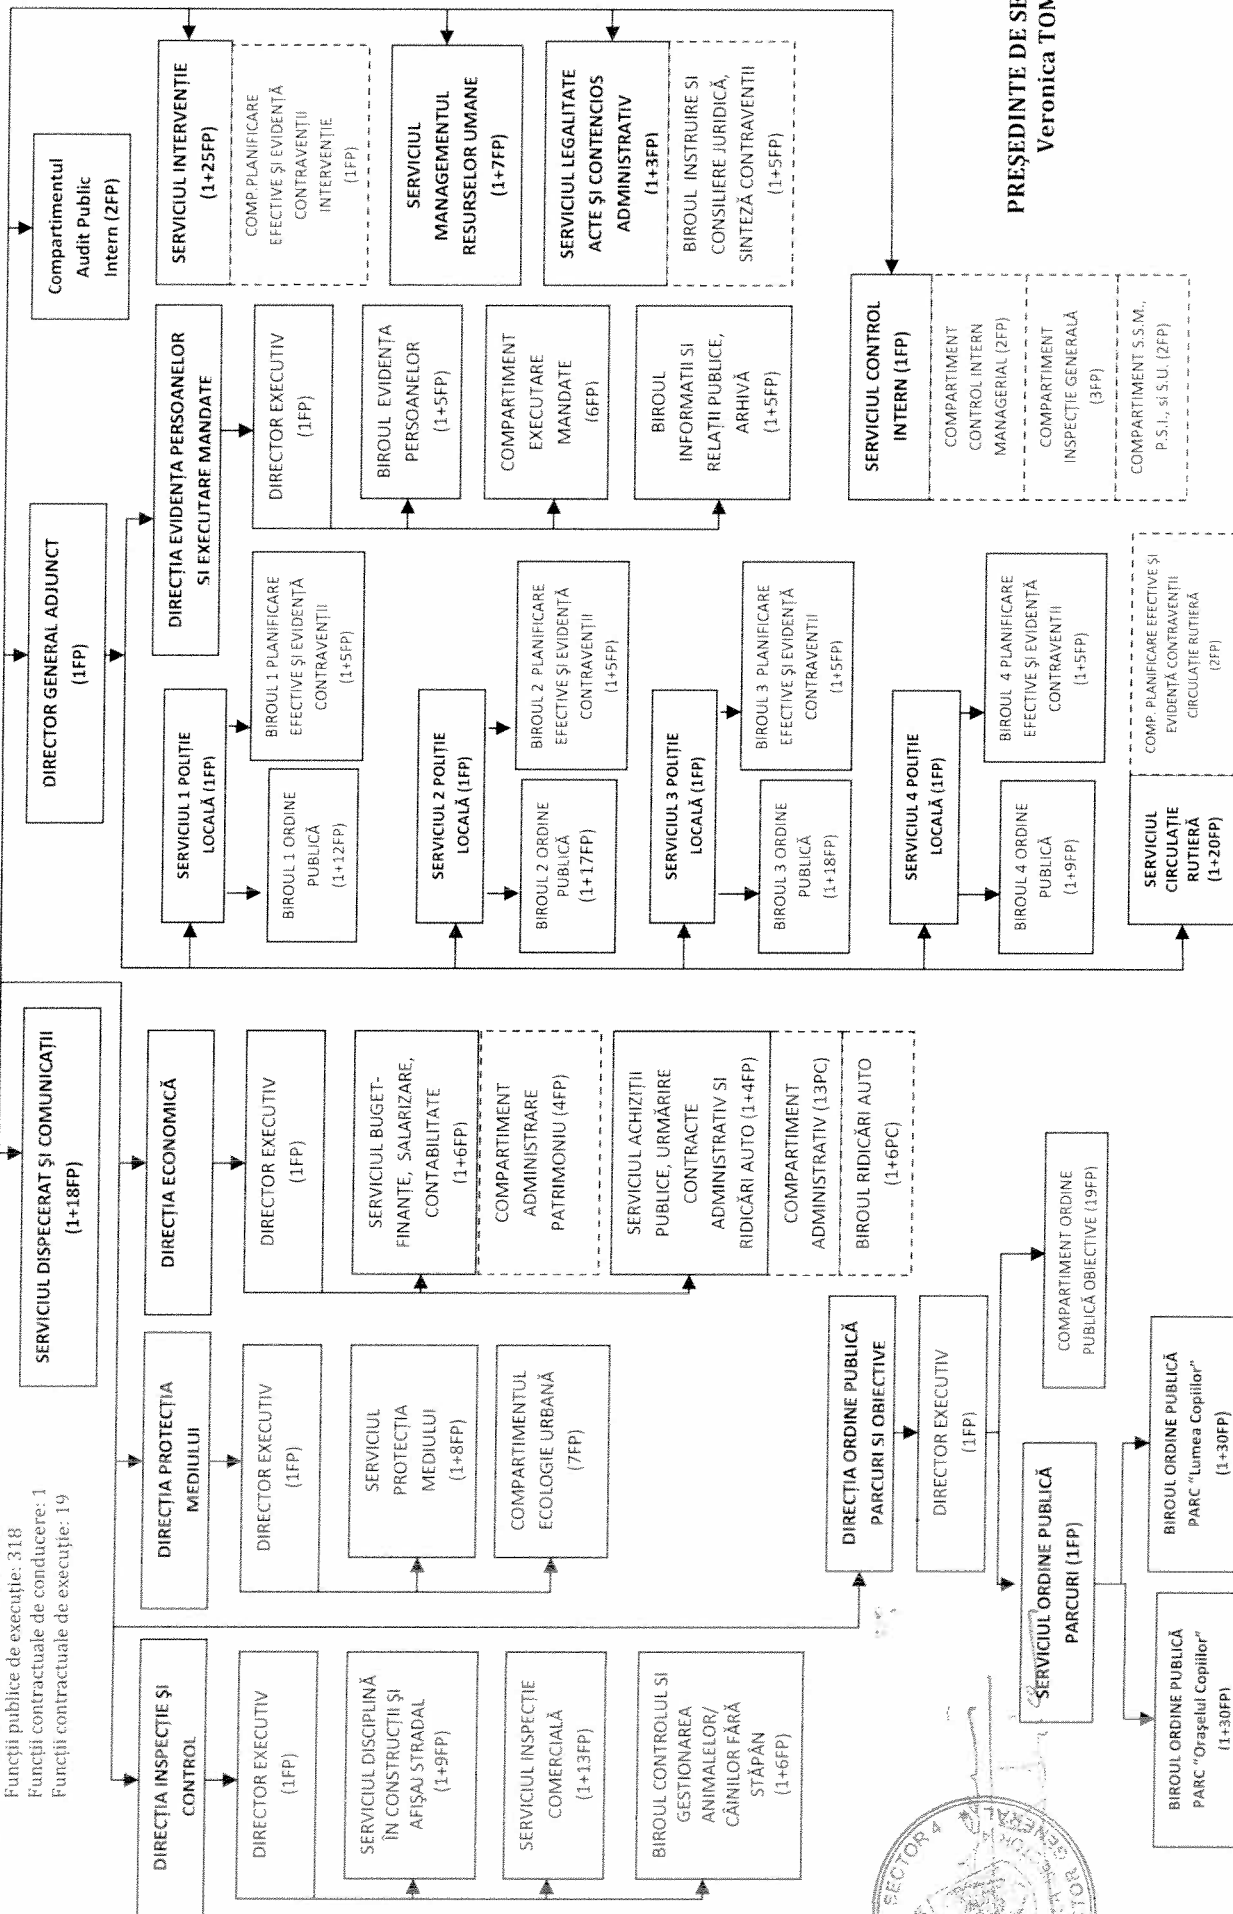 Funcții publice de execuție: 318
Funcții contractuale de conducere: 1
Funcții contractuale de execuție: 19
SERVICIUL DISPECERAT ȘI COMUNICAȚII
(1+18FP)
DIRECTOR GENERAL ADJUNCT
(1FP)
Compartimentul
Audit Public
Intern (2FP)
DIRECȚIA INSPECȚIE ȘI
CONTROL
DIRECTOR EXECUTIV
(1FP)
SERVICIUL DISCIPLINĂ
ÎN CONSTRUCTII ȘI
AFIȘAJ STRADAL
(1+9FP)
SERVICIUL INSPECȚIE
COMERCIALĂ
(1+13FP)
BIROUL CONTROLUL SI
GESTIONAREA
ANIMALELOR/
CÂINILOR FĂRĂ
STĂPÂN
(1+6FP)
DIRECȚIA PROTECȚIA
MEDIULUI
DIRECTOR EXECUTIV
(1FP)
SERVICIUL
PROTECȚIA
MEDIULUI
(1+8FP)
COMPARTIMENTUL
ECOLOGIE URBANĂ
(7FP)
DIRECȚIA ECONOMICĂ
DIRECTOR EXECUTIV
(1FP)
SERVICIUL BUGET-
FINANȚE, SALARIZARE,
CONTABILITATE
(1+6FP)
COMPARTIMENT
ADMINISTRARE
PATRIMONIU (4FP)
SERVICIUL ACHIZIȚII
PUBLICE, URMĂRIRE
CONTRACTE
ADMINISTRATIV SI
RIDICĂRI AUTO (1+4FP)
COMPARTIMENT
ADMINISTRATIV (13PC)
BIROUL RIDICĂRI AUTO
(1+6PC)
DIRECȚIA ORDINE PUBLICĂ
PARCURI SI OBIECTIVE
DIRECTOR EXECUTIV
(1FP)
SERVICIUL ORDINE PUBLICĂ
PARCURI (1FP)
COMPARTIMENT ORDINE
PUBLICĂ OBIECTIVE (19FP)
BIROUL ORDINE PUBLICĂ
PARC "Orașelul Copiilor"
(1+30FP)
BIROUL ORDINE PUBLICĂ
PARC "Lumea Copiilor"
(1+30FP)
SERVICIUL 1 POLIȚIE
LOCALĂ (1FP)
BIROUL 1 ORDINE
PUBLICĂ
(1+12FP)
BIROUL 1 PLANIFICARE
EFECTIVE ȘI EVIDENȚĂ
CONTRAVENȚII
(1+5FP)
SERVICIUL 2 POLIȚIE
LOCALĂ (1FP)
BIROUL 2 ORDINE
PUBLICĂ
(1+17FP)
BIROUL 2 PLANIFICARE
EFECTIVE ȘI EVIDENȚĂ
CONTRAVENȚII
(1+5FP)
SERVICIUL 3 POLIȚIE
LOCALĂ (1FP)
BIROUL 3 ORDINE
PUBLICĂ
(1+18FP)
BIROUL 3 PLANIFICARE
EFECTIVE ȘI EVIDENȚĂ
CONTRAVENTII
(1+5FP)
SERVICIUL 4 POLIȚIE
LOCALĂ (1FP)
BIROUL 4 ORDINE
PUBLICĂ
(1+9FP)
BIROUL 4 PLANIFICARE
EFECTIVE ȘI EVIDENȚĂ
CONTRAVENTII
(1+5FP)
SERVICIUL
CIRCULAȚIE
RUTIERĂ
(1+20FP)
COMP. PLANIFICARE EFECTIVE ȘI
EVIDENȚĂ CONTRAVENȚII
CIRCULAȚIE RUTIERĂ
(2FP)
DIRECȚIA EVIDENȚA PERSOANELOR
SI EXECUTARE MANDATE
DIRECTOR EXECUTIV
(1FP)
BIROUL EVIDENȚA
PERSOANELOR
(1+5FP)
COMPARTIMENT
EXECUTARE
MANDATE
(6FP)
BIROUL
INFORMATII SI
RELAȚII PUBLICE,
ARHIVĂ
(1+5FP)
SERVICIUL INTERVENȚIE
(1+25FP)
COMP.PLANIFICARE
EFECTIVE ȘI EVIDENȚĂ
CONTRAVENȚII
INTERVENȚIE
(1FP)
SERVICIUL
MANAGEMENTUL
RESURSELOR UMANE
(1+7FP)
SERVICIUL LEGALITATE
ACTE ȘI CONTENCIOS
ADMINISTRATIV
(1+3FP)
BIROUL INSTRUIRE SI
CONSILIERE JURIDICĂ,
SINTEZĂ CONTRAVENTII
(1+5FP)
SERVICIUL CONTROL
INTERN (1FP)
COMPARTIMENT
CONTROL INTERN
MANAGERIAL (2FP)
COMPARTIMENT
INSPECȚIE GENERALĂ
(3FP)
COMPARTIMENT S.S.M.,
P.S.I., și S.U. (2FP)
PREȘEDINTE DE SE
Veronica TOM
SECTOR 4